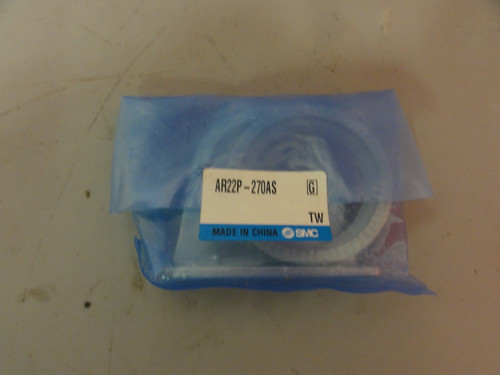 AR22P-270AS G
TW
MADE IN CHINA SMC